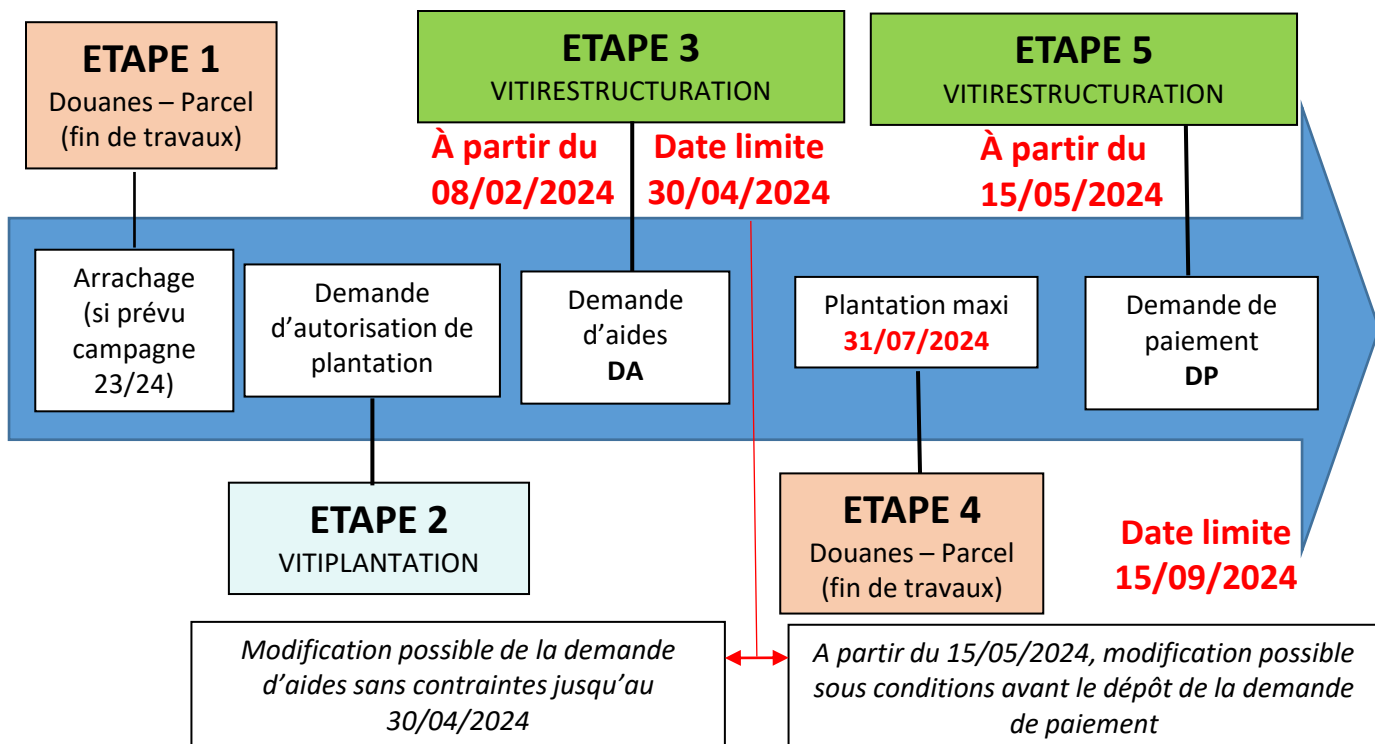 ETAPE 1
Douanes – Parcel
(fin de travaux)
ETAPE 3
VITIRESTRUCTURATION
ETAPE 5
VITIRESTRUCTURATION
À partir du
08/02/2024
Date limite
30/04/2024
À partir du
15/05/2024
Arrachage
(si prévu
campagne
23/24)
Demande
d’autorisation de
plantation
Demande
d’aides
DA
Plantation maxi
31/07/2024
Demande de
paiement
DP
ETAPE 2
VITIPLANTATION
ETAPE 4
Douanes – Parcel
(fin de travaux)
Date limite
15/09/2024
Modification possible de la demande
d’aides sans contraintes jusqu’au
30/04/2024
A partir du 15/05/2024, modification possible
sous conditions avant le dépôt de la demande
de paiement